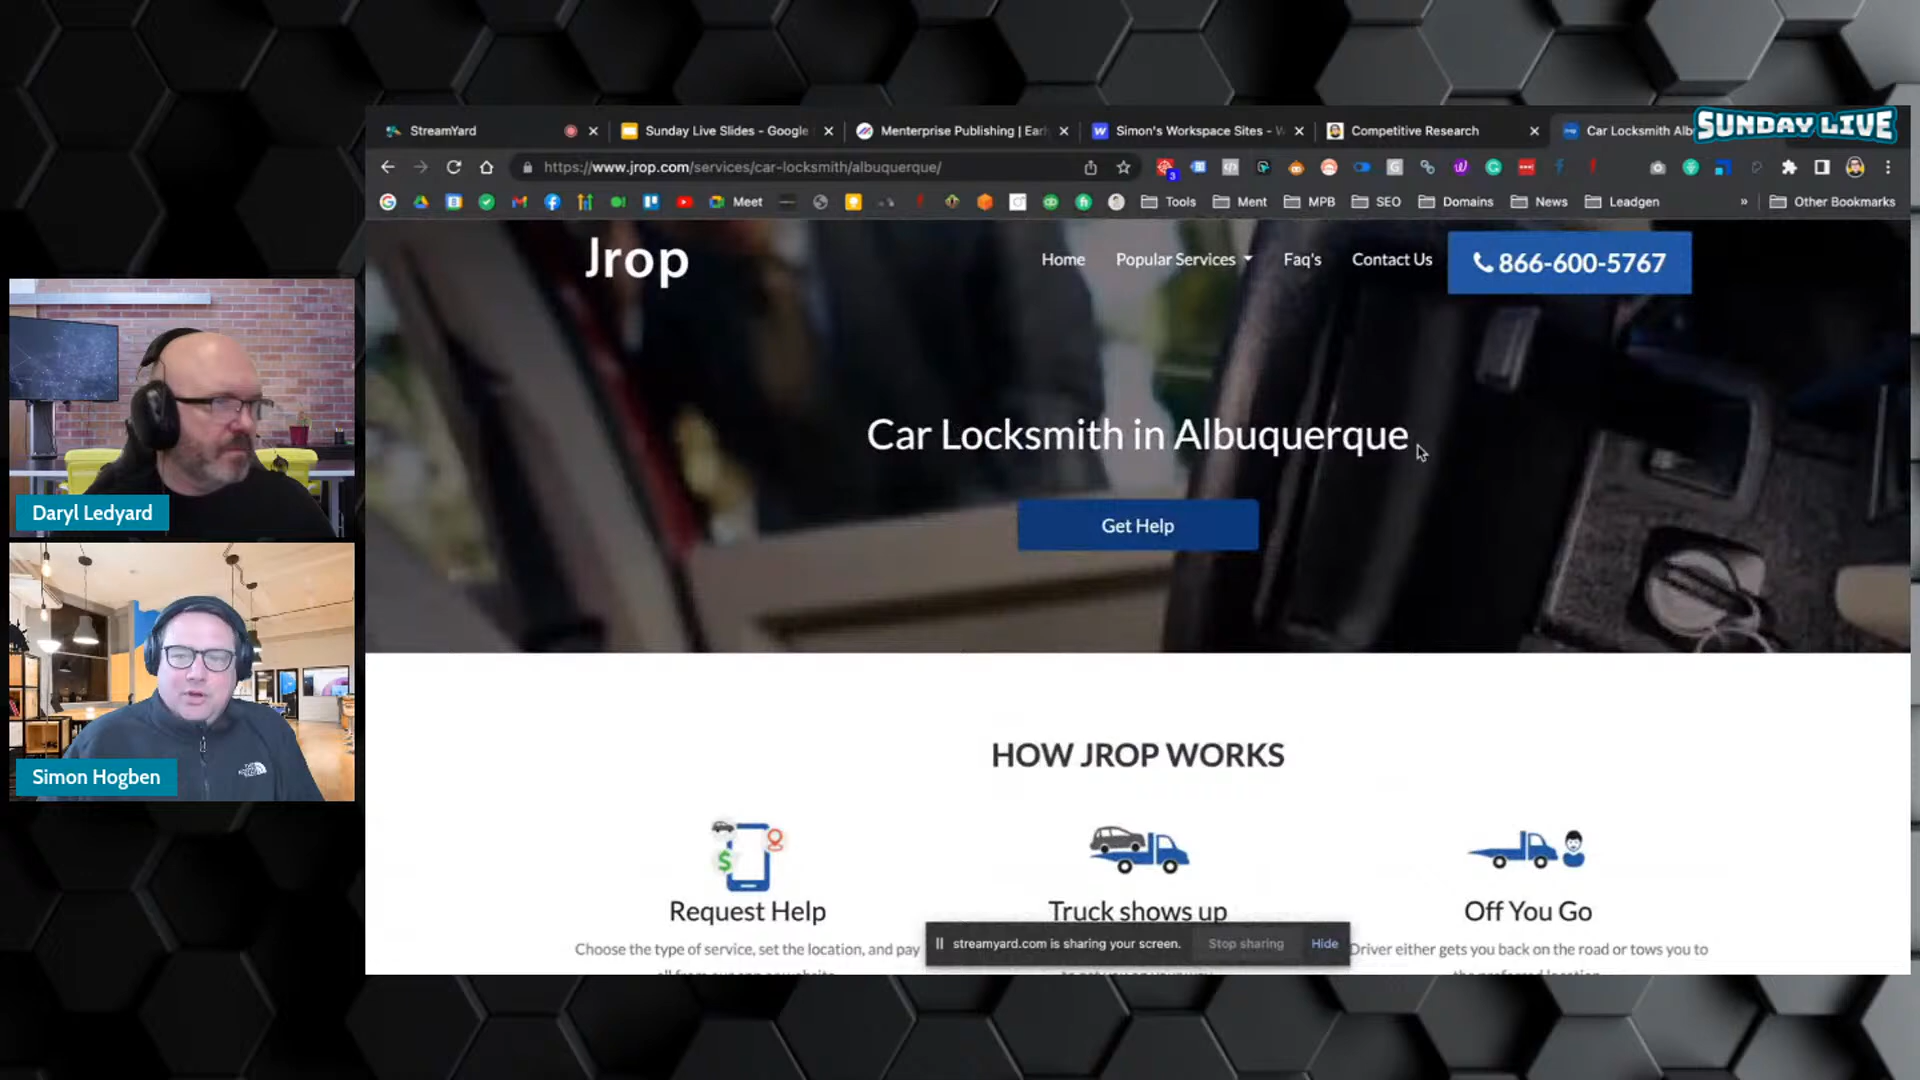 SUNDAY LIVE
StreamYard
Sunday Live Slides - Google
Menterprise Publishing | Earl
Simon's Workspace Sites - W
Competitive Research
Car Locksmith Alb
https://www.jrop.com/services/car-locksmith/albuquerque/
3
Meet
Tools
Ment
MPB
SEO
Domains
News
Leadgen
»
Other Bookmarks
Jrop
Home
Popular Services
Faq's
Contact Us
866-600-5767
Car Locksmith in Albuquerque
Get Help
Daryl Ledyard
Simon Hogben
THE NORTH FACE
HOW JROP WORKS
Request Help
Truck shows up
Off You Go
Choose the type of service, set the location, and pay
Driver either gets you back on the road or tows you to
streamyard.com is sharing your screen.
Stop sharing
Hide